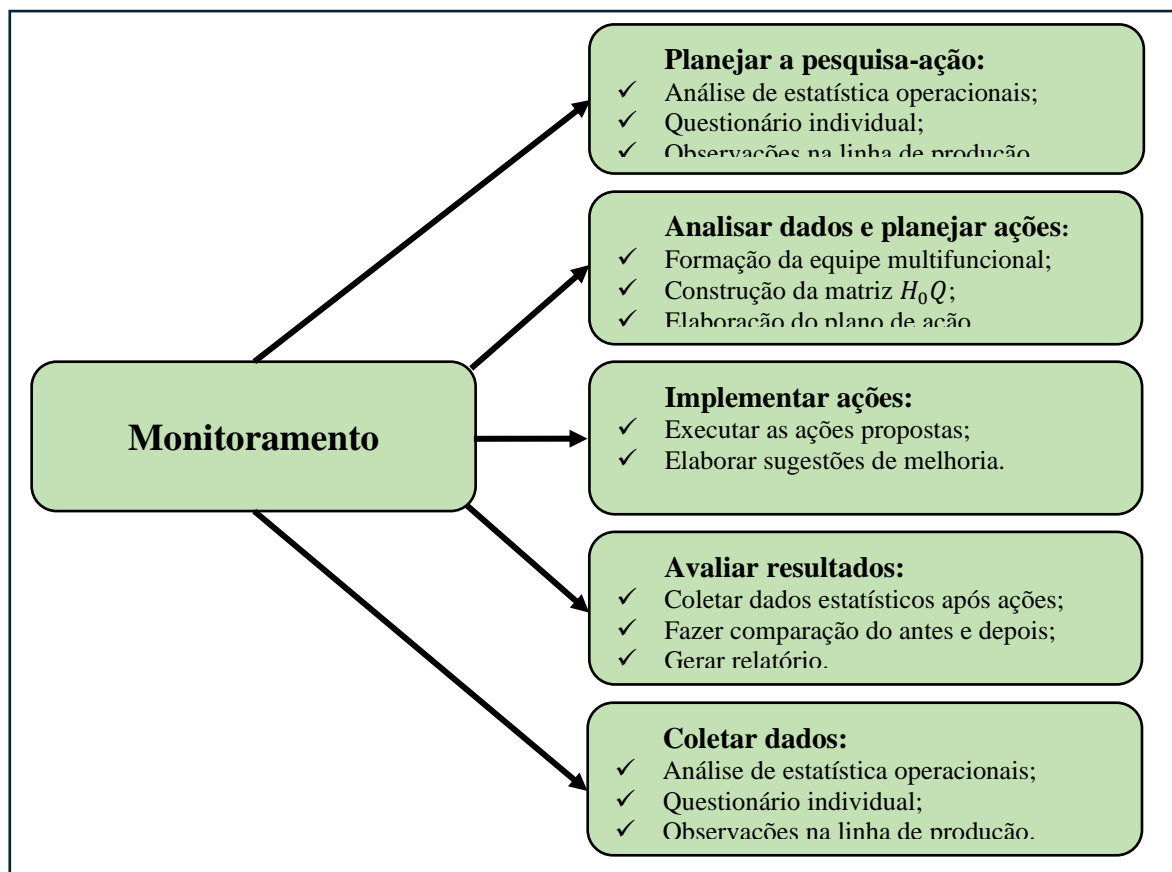 Planejar a pesquisa-ação:
✓ Análise de estatística operacionais;
✓ Questionário individual;
✓ Observações na linha de produção
Analisar dados e planejar ações:
✓ Formação da equipe multifuncional;
✓ Construção da matriz H₀Q;
✓ Elaboração do plano de ação
Monitoramento
Implementar ações:
✓ Executar as ações propostas;
✓ Elaborar sugestões de melhoria.
Avaliar resultados:
✓ Coletar dados estatísticos após ações;
✓ Fazer comparação do antes e depois;
✓ Gerar relatório.
Coletar dados:
✓ Análise de estatística operacionais;
✓ Questionário individual;
✓ Observações na linha de produção.